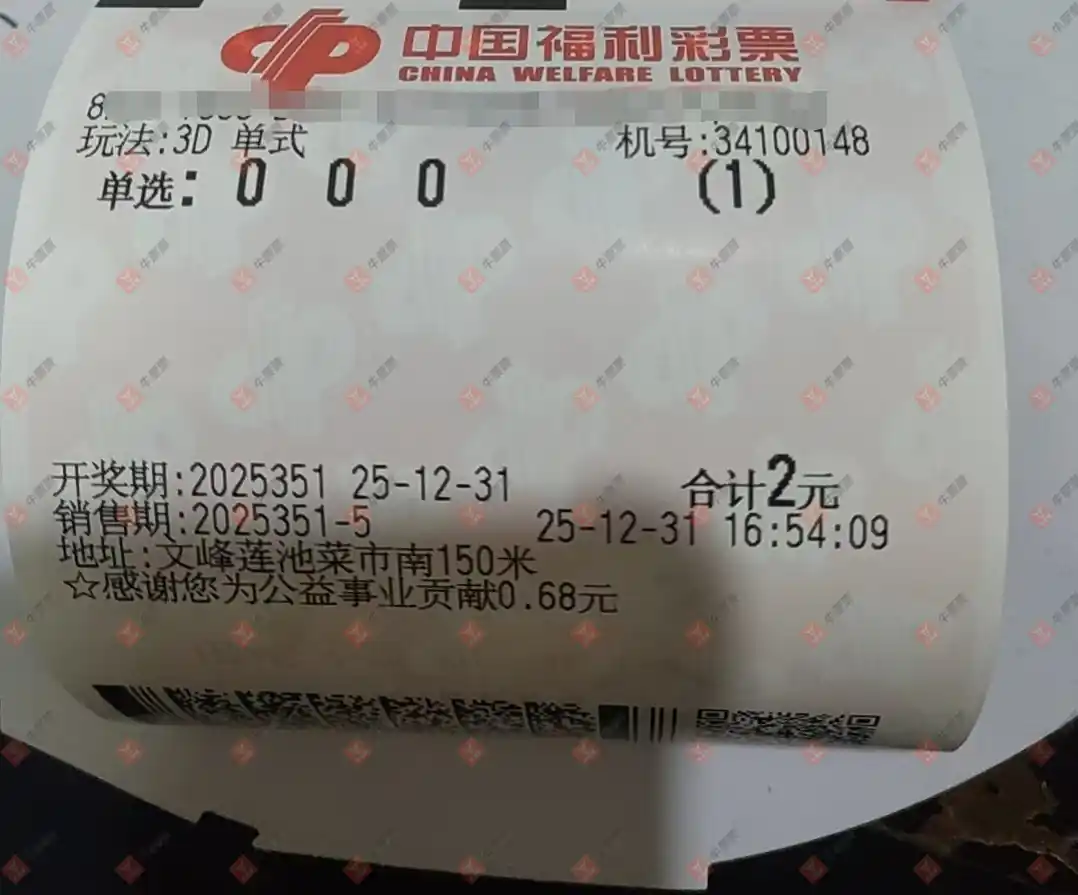 中国福利彩票
CHINA WELFARE LOTTERY
玩法:3D 单式 机号:34100148
单选: 0 0 0 (1)
开奖期:2025351 25-12-31 合计2元
销售期:2025351-5 25-12-31 16:54:09
地址:文峰莲池菜市南150米
☆感谢您为公益事业贡献0.68元